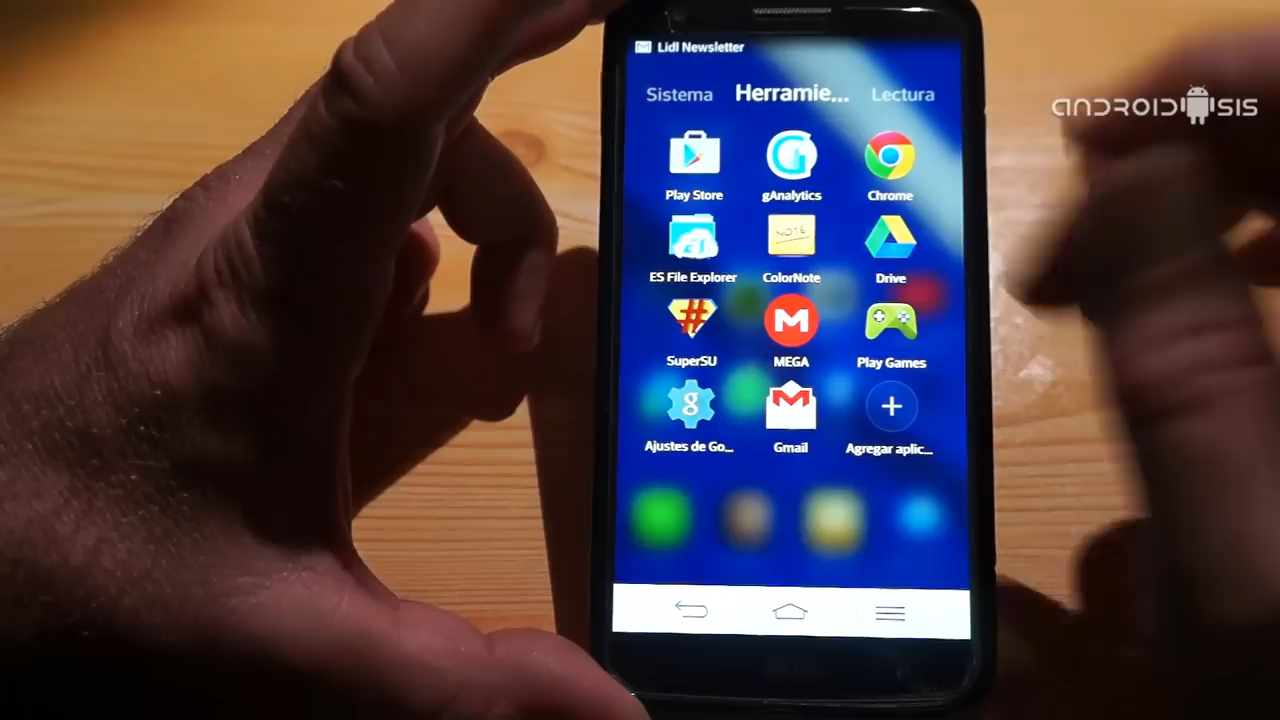 Lidl Newsletter
Sistema Herramie... Lectura
ANDROIDSIS
Play Store gAnalytics Chrome
NOTE
ES File Explorer ColorNote Drive
SuperSU MEGA Play Games
g
Ajustes de Go... Gmail Agregar aplic...